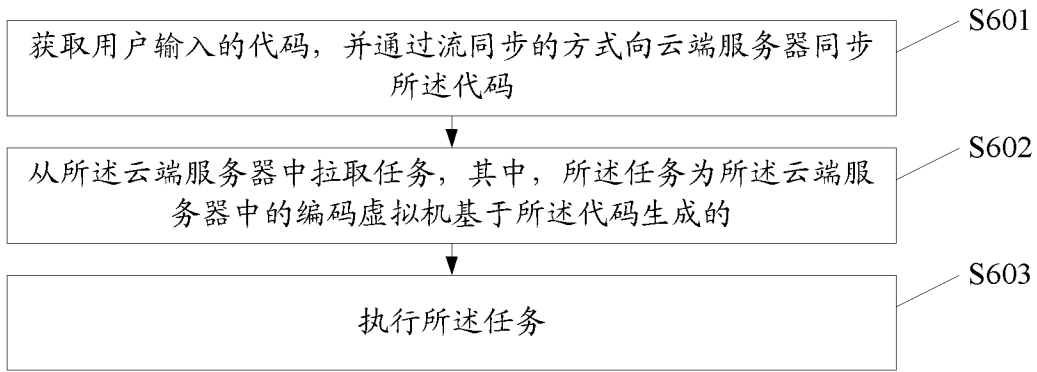 S601
获取用户输入的代码，并通过流同步的方式向云端服务器同步
所述代码
S602
从所述云端服务器中拉取任务，其中，所述任务为所述云端服
务器中的编码虚拟机基于所述代码生成的
S603
执行所述任务